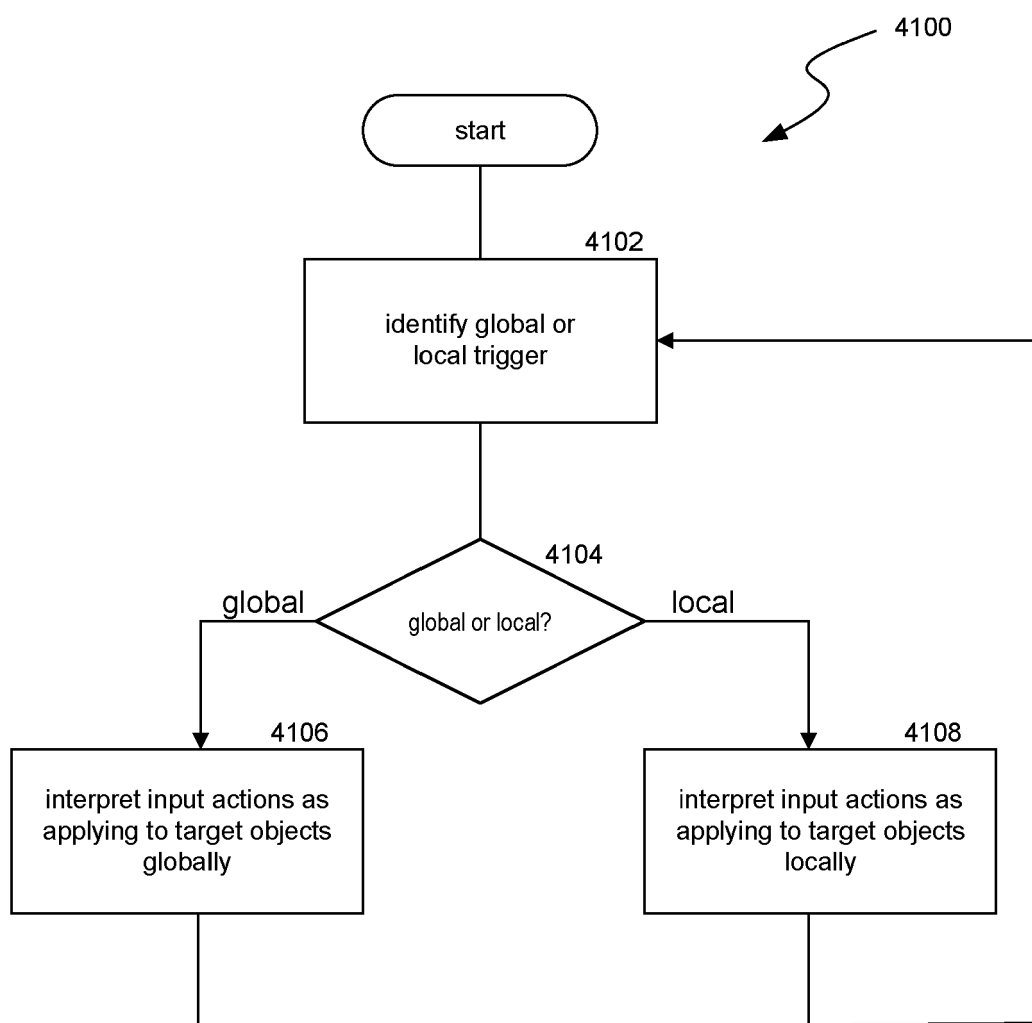 4100
start
4102
identify global or
local trigger
4104
global
global or local?
local
4106
interpret input actions as
applying to target objects
globally
4108
interpret input actions as
applying to target objects
locally